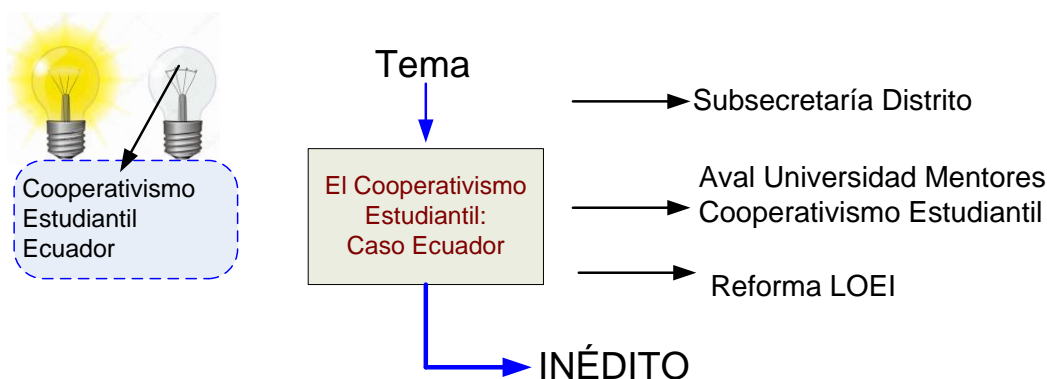 Cooperativismo
Estudiantil
Ecuador
Tema
El Cooperativismo
Estudiantil:
Caso Ecuador
INÉDITO
Subsecretaría Distrito
Aval Universidad Mentores
Cooperativismo Estudiantil
Reforma LOEI